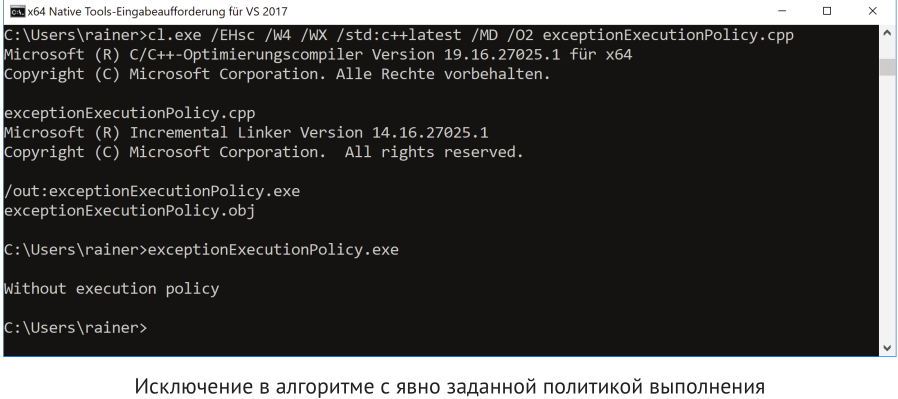 x64 Native Tools-Eingabeaufforderung für VS 2017
C:\Users\rainer>cl.exe /EHsc /W4 /WX /std:c++latest /MD /O2 exceptionExecutionPolicy.cpp
Microsoft (R) C/C++-Optimierungscompiler Version 19.16.27025.1 für x64
Copyright (C) Microsoft Corporation. Alle Rechte vorbehalten.
exceptionExecutionPolicy.cpp
Microsoft (R) Incremental Linker Version 14.16.27025.1
Copyright (C) Microsoft Corporation.  All rights reserved.
/out:exceptionExecutionPolicy.exe
exceptionExecutionPolicy.obj
C:\Users\rainer>exceptionExecutionPolicy.exe
Without execution policy
C:\Users\rainer>
Исключение в алгоритме с явно заданной политикой выполнения